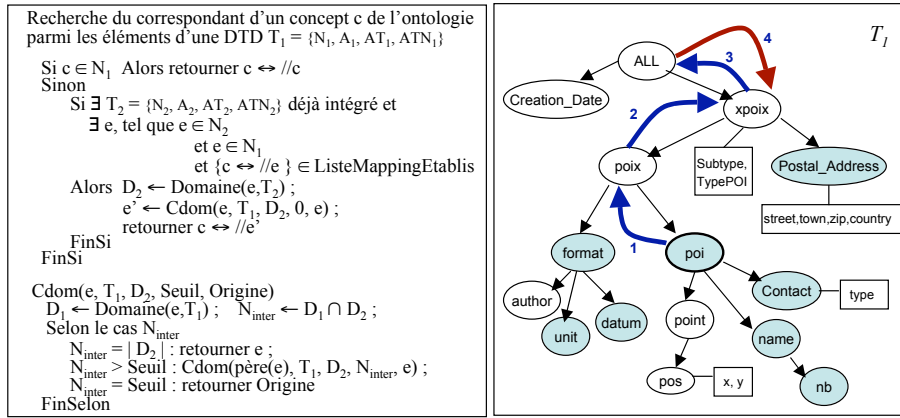 Recherche du correspondant d'un concept c de l'ontologie
parmi les éléments d'une DTD T1 = {N1, A1, AT1, ATN1}
Si c ∈ N1 Alors retourner c ↔ //c
Sinon
Si ∃ T2 = {N2, A2, AT2, ATN2} déjà intégré et
∃ e, tel que e ∈ N2
et e ∈ N1
et {c ↔ //e } ∈ ListeMappingEtablis
Alors D2 ← Domaine(e,T2) ;
e' ← Cdom(e, T1, D2, 0, e) ;
retourner c ↔ //e'
FinSi
FinSi
Cdom(e, T1, D2, Seuil, Origine)
D1 ← Domaine(e,T1) ; Ninter ← D1 ∩ D2 ;
Selon le cas Ninter
Ninter = | D2 | : retourner e ;
Ninter > Seuil : Cdom(père(e), T1, D2, Ninter, e) ;
Ninter = Seuil : retourner Origine
FinSelon
T1
4
3
ALL
Creation_Date
xpoix
2
poix
Subtype,
TypePOI
Postal_Address
street,town,zip,country
1
format
poi
author
unit
datum
point
Contact
type
name
pos
x, y
nb